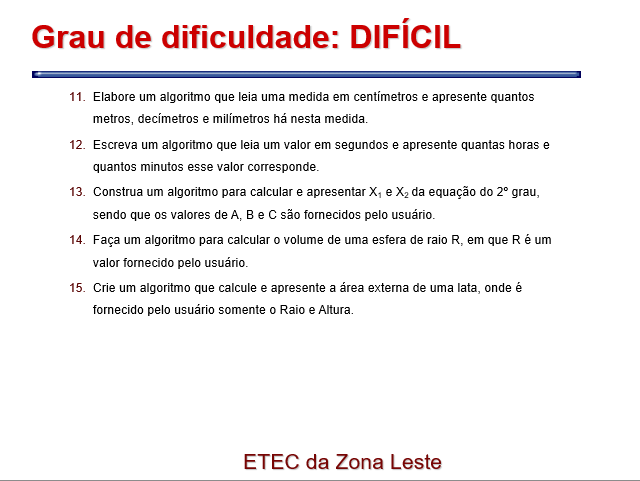 Grau de dificuldade: DIFÍCIL
11. Elabore um algoritmo que leia uma medida em centímetros e apresente quantos
metros, decímetros e milímetros há nesta medida.
12. Escreva um algoritmo que leia um valor em segundos e apresente quantas horas e
quantos minutos esse valor corresponde.
13. Construa um algoritmo para calcular e apresentar X₁ e X₂ da equação do 2º grau,
sendo que os valores de A, B e C são fornecidos pelo usuário.
14. Faça um algoritmo para calcular o volume de uma esfera de raio R, em que R é um
valor fornecido pelo usuário.
15. Crie um algoritmo que calcule e apresente a área externa de uma lata, onde é
fornecido pelo usuário somente o Raio e Altura.
ETEC da Zona Leste